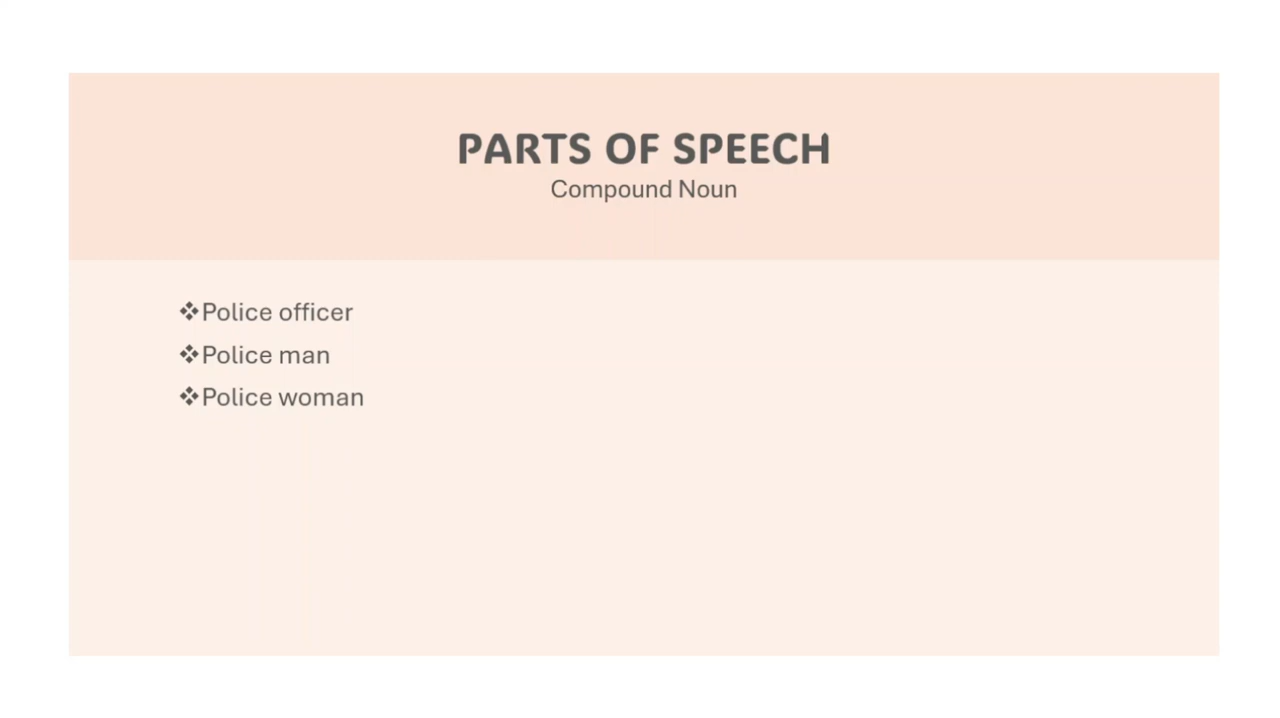 PARTS OF SPEECH
Compound Noun
❖Police officer
❖Police man
❖Police woman